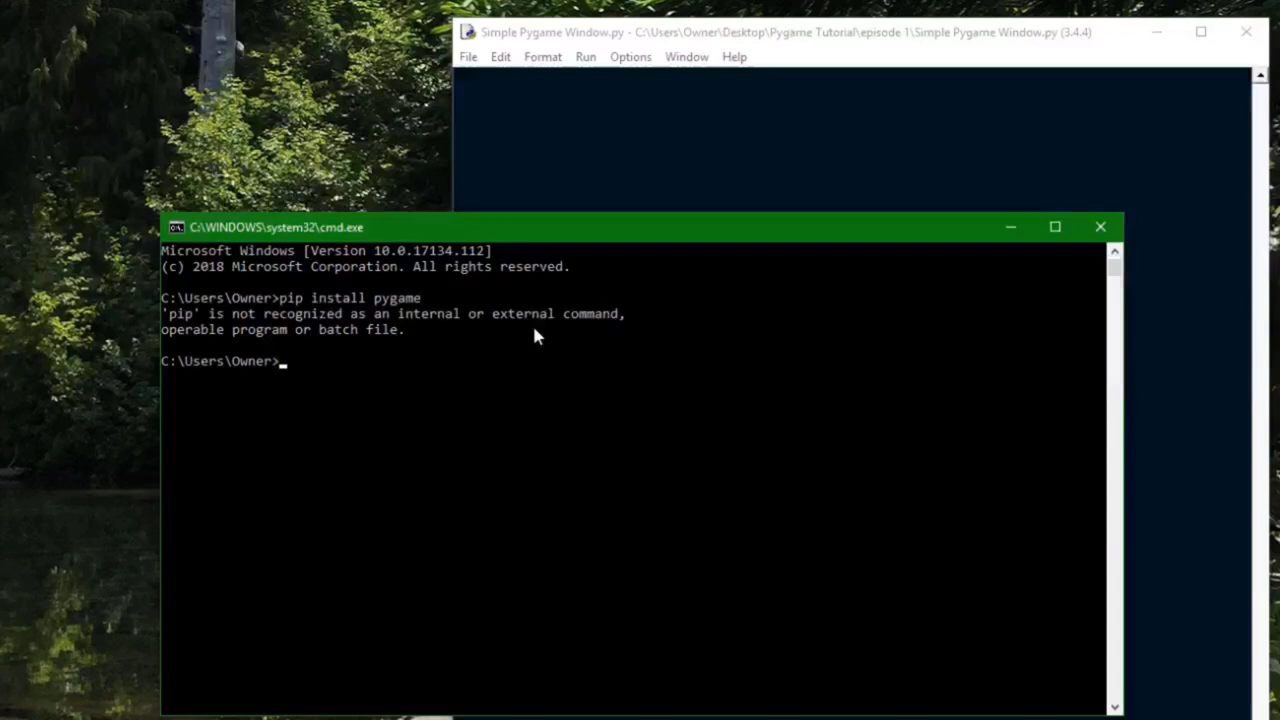 Simple Pygame Window.py - C:\Users\Owner\Desktop\Pygame Tutorial\episode 1\Simple Pygame Window.py (3.4.4)
File Edit Format Run Options Window Help
C:\WINDOWS\system32\cmd.exe
Microsoft Windows [Version 10.0.17134.112]
(c) 2018 Microsoft Corporation. All rights reserved.
C:\Users\Owner>pip install pygame
'pip' is not recognized as an internal or external command,
operable program or batch file.
C:\Users\Owner>